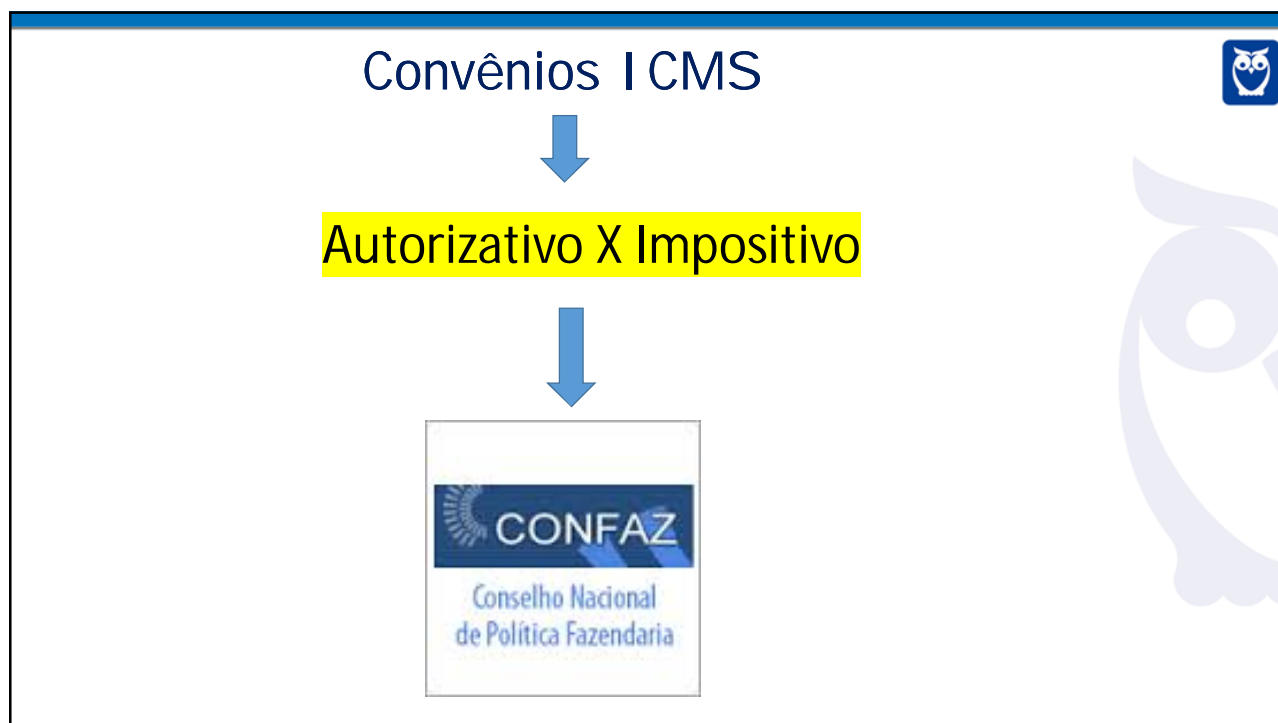 Convênios ICMS
Autorizativo X Impositivo
CONFAZ
Conselho Nacional
de Política Fazendaria